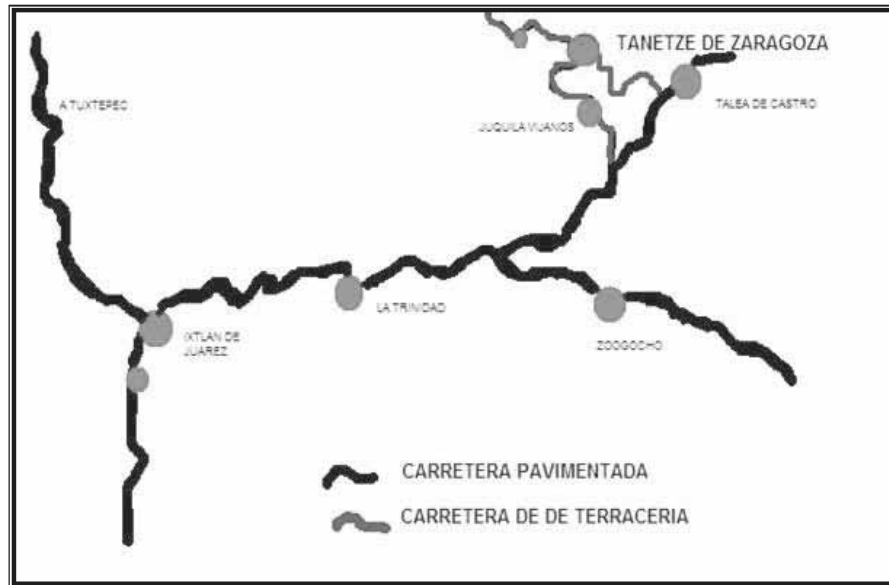 TANETZE DE ZARAGOZA
A TUXTEPEC
TALEA DE CASTRO
JUQUILA VIJANOS
LA TRINIDAD
IXTLAN DE
JUAREZ
ZOOGOCHO
CARRETERA PAVIMENTADA
CARRETERA DE DE TERRACERIA